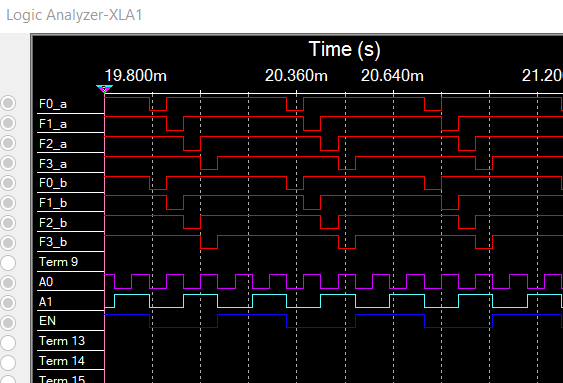 Logic Analyzer-XLA1
Time (s)
19.800m 20.360m 20.640m 21.200
F0_a
F1_a
F2_a
F3_a
F0_b
F1_b
F2_b
F3_b
Term 9
A0
A1
EN
Term 13
Term 14
Term 15